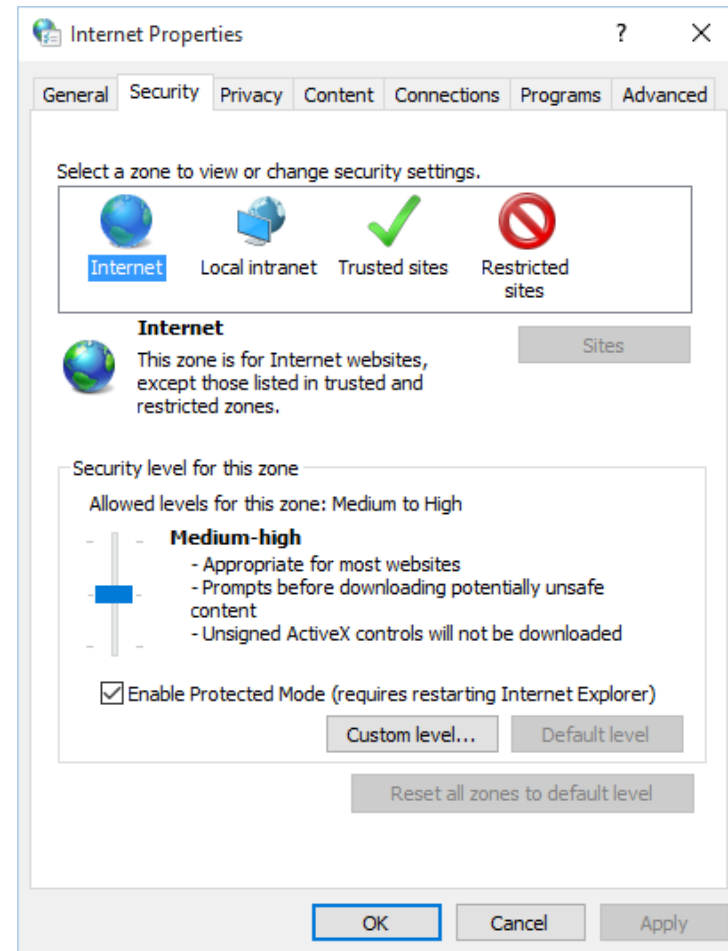 Internet Properties
General Security Privacy Content Connections Programs Advanced
Select a zone to view or change security settings.
Internet
Local intranet
Trusted sites
Restricted
sites
Internet
This zone is for Internet websites,
except those listed in trusted and
restricted zones.
Sites
Security level for this zone
Allowed levels for this zone: Medium to High
Medium-high
- Appropriate for most websites
- Prompts before downloading potentially unsafe
content
- Unsigned ActiveX controls will not be downloaded
Enable Protected Mode (requires restarting Internet Explorer)
Custom level...
Default level
Reset all zones to default level
OK
Cancel
Apply